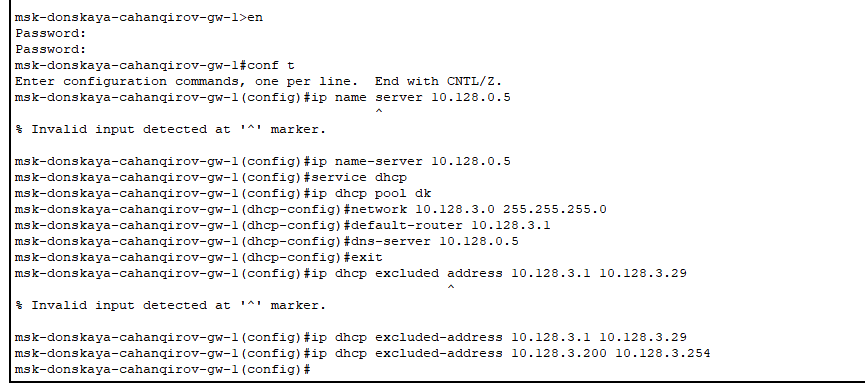 msk-donskaya-cahanqirov-gw-1>en
Password:
Password:
msk-donskaya-cahanqirov-gw-1#conf t
Enter configuration commands, one per line.  End with CNTL/Z.
msk-donskaya-cahanqirov-gw-1(config)#ip name server 10.128.0.5
^
% Invalid input detected at '^' marker.
msk-donskaya-cahanqirov-gw-1(config)#ip name-server 10.128.0.5
msk-donskaya-cahanqirov-gw-1(config)#service dhcp
msk-donskaya-cahanqirov-gw-1(config)#ip dhcp pool dk
msk-donskaya-cahanqirov-gw-1(dhcp-config)#network 10.128.3.0 255.255.255.0
msk-donskaya-cahanqirov-gw-1(dhcp-config)#default-router 10.128.3.1
msk-donskaya-cahanqirov-gw-1(dhcp-config)#dns-server 10.128.0.5
msk-donskaya-cahanqirov-gw-1(dhcp-config)#exit
msk-donskaya-cahanqirov-gw-1(config)#ip dhcp excluded address 10.128.3.1 10.128.3.29
^
% Invalid input detected at '^' marker.
msk-donskaya-cahanqirov-gw-1(config)#ip dhcp excluded-address 10.128.3.1 10.128.3.29
msk-donskaya-cahanqirov-gw-1(config)#ip dhcp excluded-address 10.128.3.200 10.128.3.254
msk-donskaya-cahanqirov-gw-1(config)#